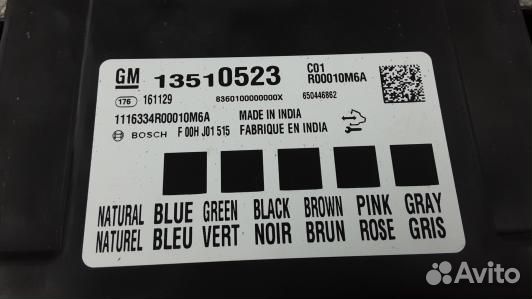 GM 13510523 C01
R00010M6A
176 161129 8360100000000X 650446862
1116334R00010M6A MADE IN INDIA
BOSCH F 00H J01 515 FABRIQUE EN INDIA
NATURAL BLUE GREEN BLACK BROWN PINK GRAY
NATUREL BLEU VERT NOIR BRUN ROSE GRIS
Avito